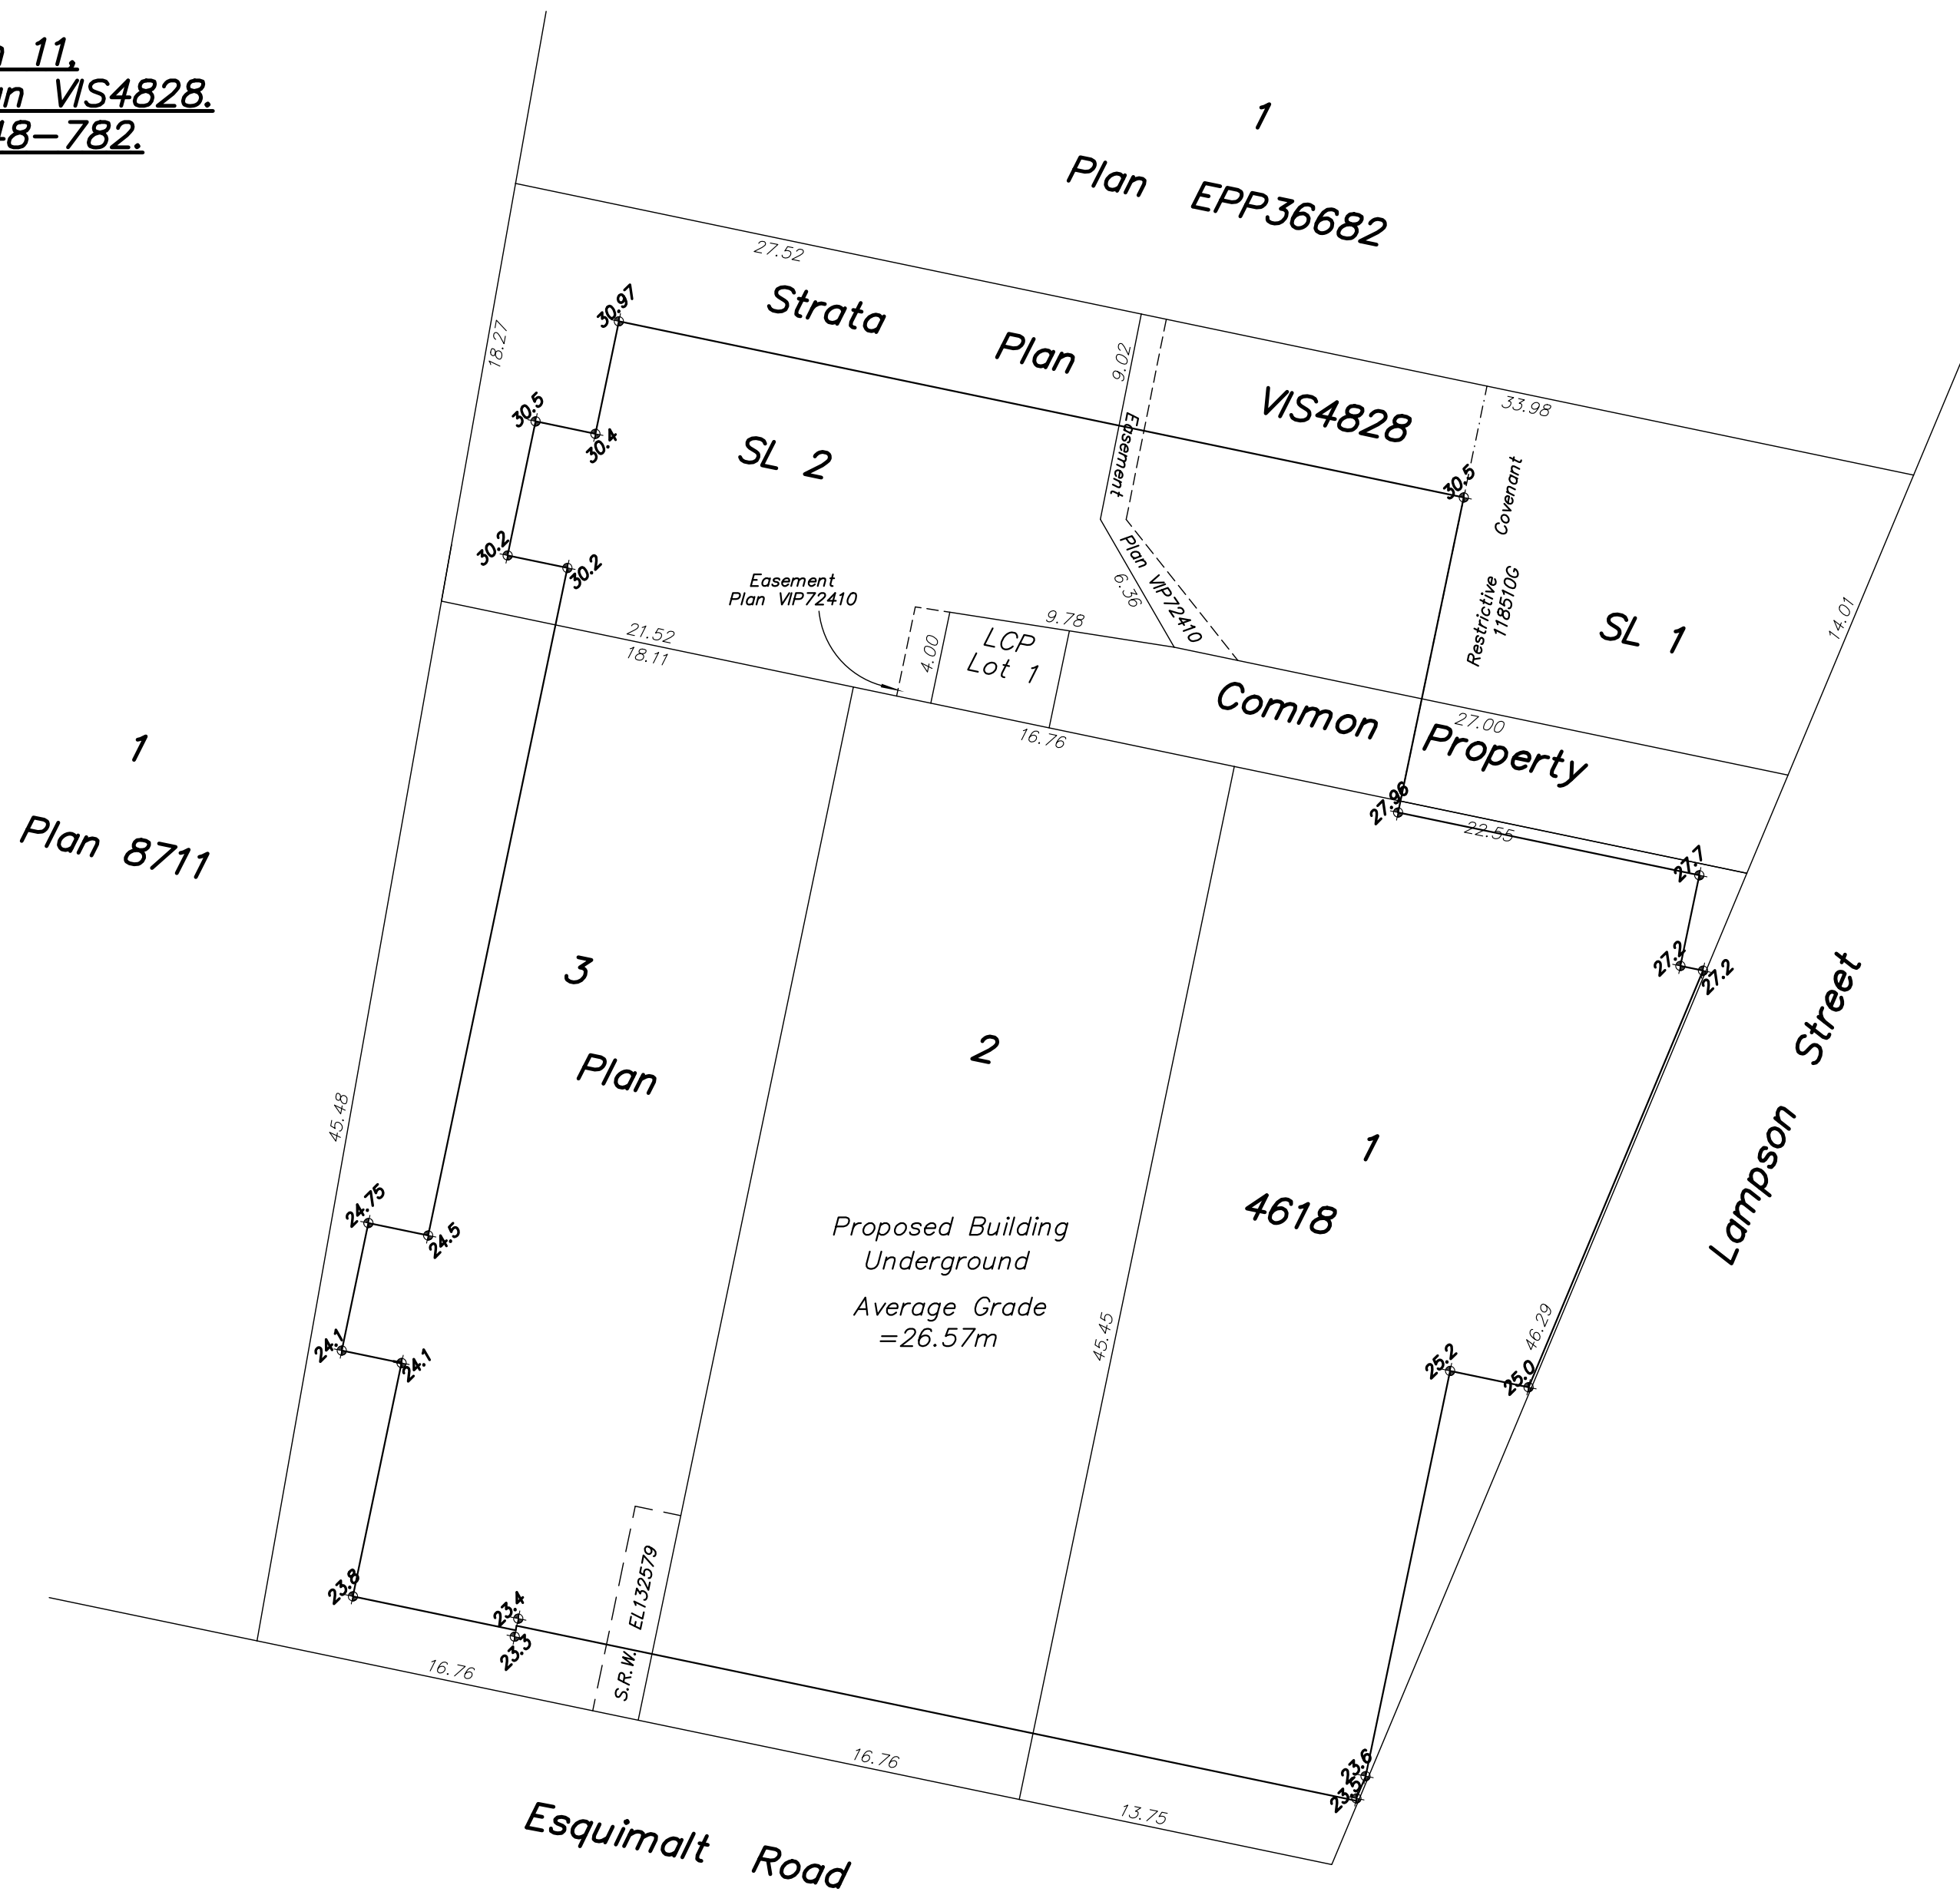 11,
VIS4828.
48-782.
1
Plan EPP36682
27.52
Strata Plan VIS4828
30.97
18.27
9.02
33.98
30.5
30.4
SL 2
Easement
Plan VIP72410
30.5
Restrictive Covenant
118510G
30.2
30.2
Easement
Plan VIP72410
6.36
9.78
4.00
LCP
Lot 1
SL 1
14.01
21.52
18.11
16.76
Common Property
27.00
27.96
22.55
27.7
27.2
27.2
1
Plan 8711
3
Plan
2
1
4618
Lampson Street
45.48
24.75
24.5
Proposed Building
Underground
Average Grade
=26.57m
45.45
46.29
24.1
24.1
25.2
25.0
23.8
23.4
23.3
S.R.W. EL132579
23.6
23.5
16.76
16.76
13.75
Esquimalt Road